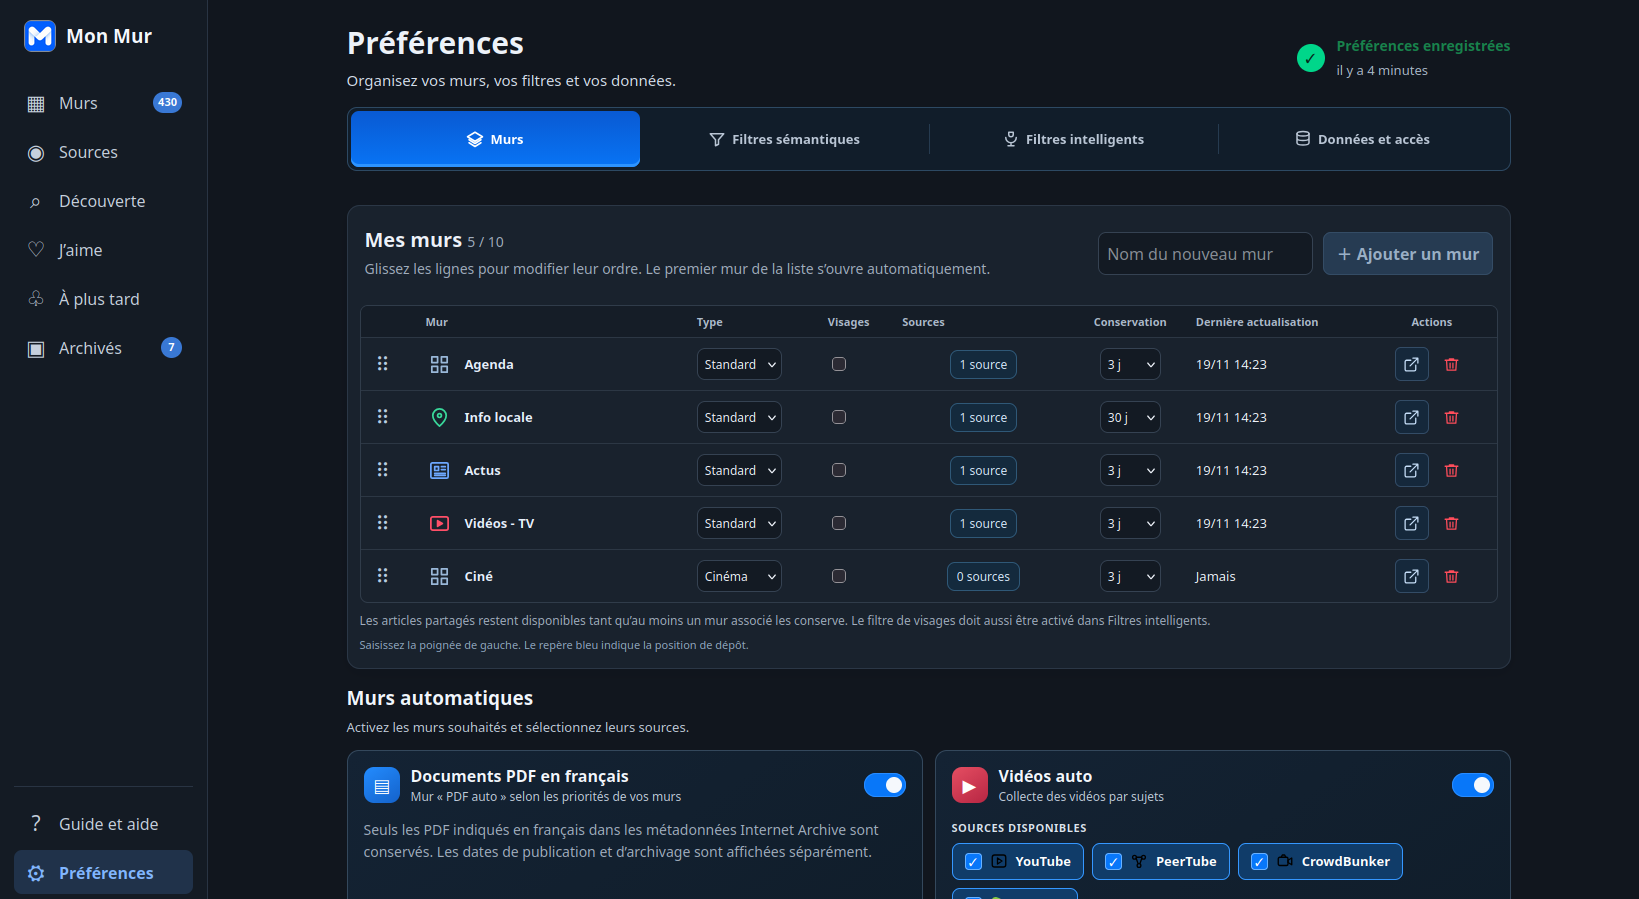 Mon Mur
Murs 430
Sources
Découverte
J’aime
À plus tard
Archivés 7
Guide et aide
Préférences
Préférences
Organisez vos murs, vos filtres et vos données.
Préférences enregistrées
il y a 4 minutes
Murs Filtres sémantiques Filtres intelligents Données et accès
Mes murs 5 / 10
Glissez les lignes pour modifier leur ordre. Le premier mur de la liste s’ouvre automatiquement.
Nom du nouveau mur + Ajouter un mur
Mur Type Visages Sources Conservation Dernière actualisation Actions
Agenda Standard 1 source 3 j 19/11 14:23
Info locale Standard 1 source 30 j 19/11 14:23
Actus Standard 1 source 3 j 19/11 14:23
Vidéos - TV Standard 1 source 3 j 19/11 14:23
Ciné Cinéma 0 sources 3 j Jamais
Les articles partagés restent disponibles tant qu’au moins un mur associé les conserve. Le filtre de visages doit aussi être activé dans Filtres intelligents.
Saisissez la poignée de gauche. Le repère bleu indique la position de dépôt.
Murs automatiques
Activez les murs souhaités et sélectionnez leurs sources.
Documents PDF en français
Mur « PDF auto » selon les priorités de vos murs
Seuls les PDF indiqués en français dans les métadonnées Internet Archive sont
conservés. Les dates de publication et d’archivage sont affichées séparément.
Vidéos auto
Collecte des vidéos par sujets
SOURCES DISPONIBLES
YouTube PeerTube CrowdBunker